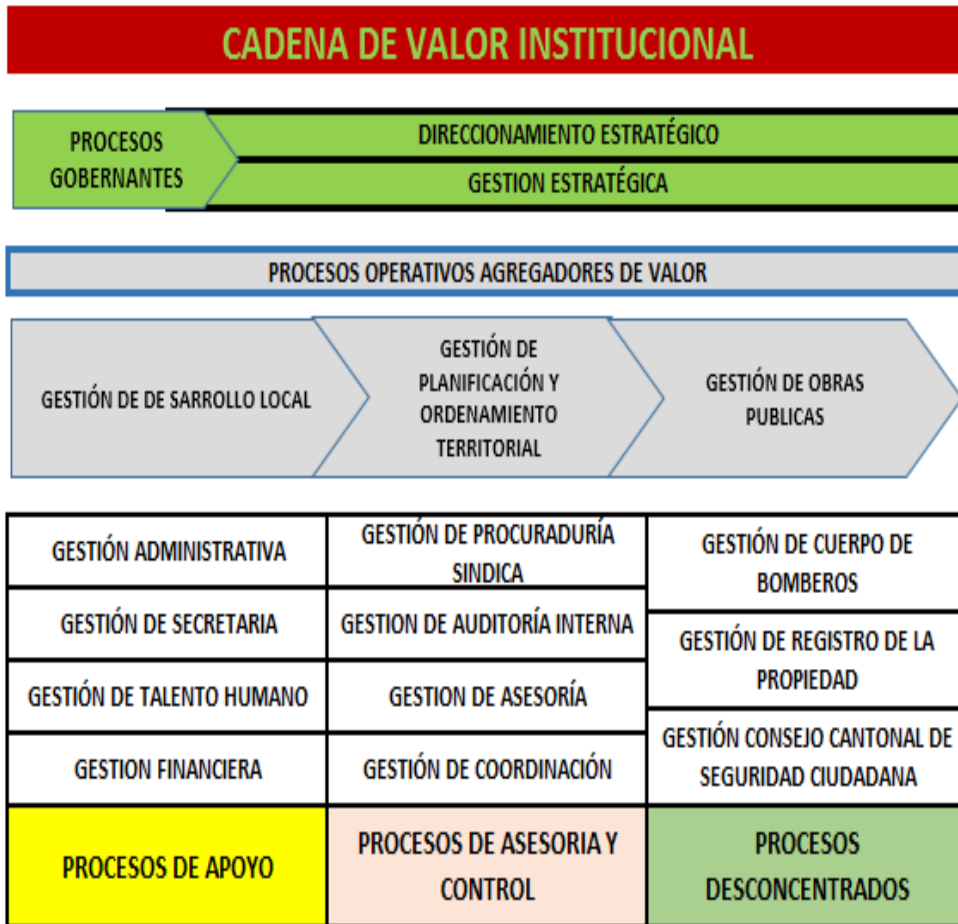 CADENA DE VALOR INSTITUCIONAL
PROCESOS
GOBERNANTES
DIRECCIONAMIENTO ESTRATÉGICO
GESTION ESTRATÉGICA
PROCESOS OPERATIVOS AGREGADORES DE VALOR
GESTIÓN DE DE SARROLLO LOCAL
GESTIÓN DE
PLANIFICACIÓN Y
ORDENAMIENTO
TERRITORIAL
GESTIÓN DE OBRAS
PUBLICAS
GESTIÓN ADMINISTRATIVA
GESTIÓN DE SECRETARIA
GESTIÓN DE TALENTO HUMANO
GESTION FINANCIERA
PROCESOS DE APOYO
GESTIÓN DE PROCURADURÍA
SINDICA
GESTION DE AUDITORÍA INTERNA
GESTION DE ASESORÍA
GESTIÓN DE COORDINACIÓN
PROCESOS DE ASESORIA Y
CONTROL
GESTIÓN DE CUERPO DE
BOMBEROS
GESTIÓN DE REGISTRO DE LA
PROPIEDAD
GESTIÓN CONSEJO CANTONAL DE
SEGURIDAD CIUDADANA
PROCESOS
DESCONCENTRADOS